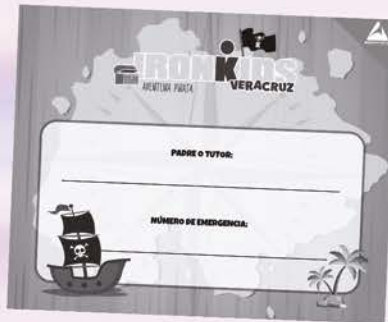 IRONKIDS
AVENTURA PIRATA VERACRUZ
PADRE O TUTOR:
NÚMERO DE EMERGENCIA: